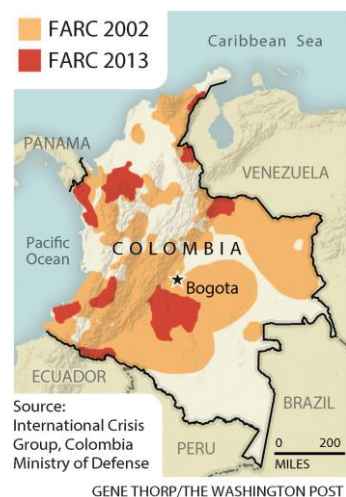 FARC 2002
FARC 2013
Caribbean Sea
PANAMA
VENEZUELA
Pacific
Ocean
COLOMBIA
Bogota
ECUADOR
BRAZIL
PERU
Source:
International Crisis
Group, Colombia
Ministry of Defense
0 200
MILES
GENE THORP/THE WASHINGTON POST